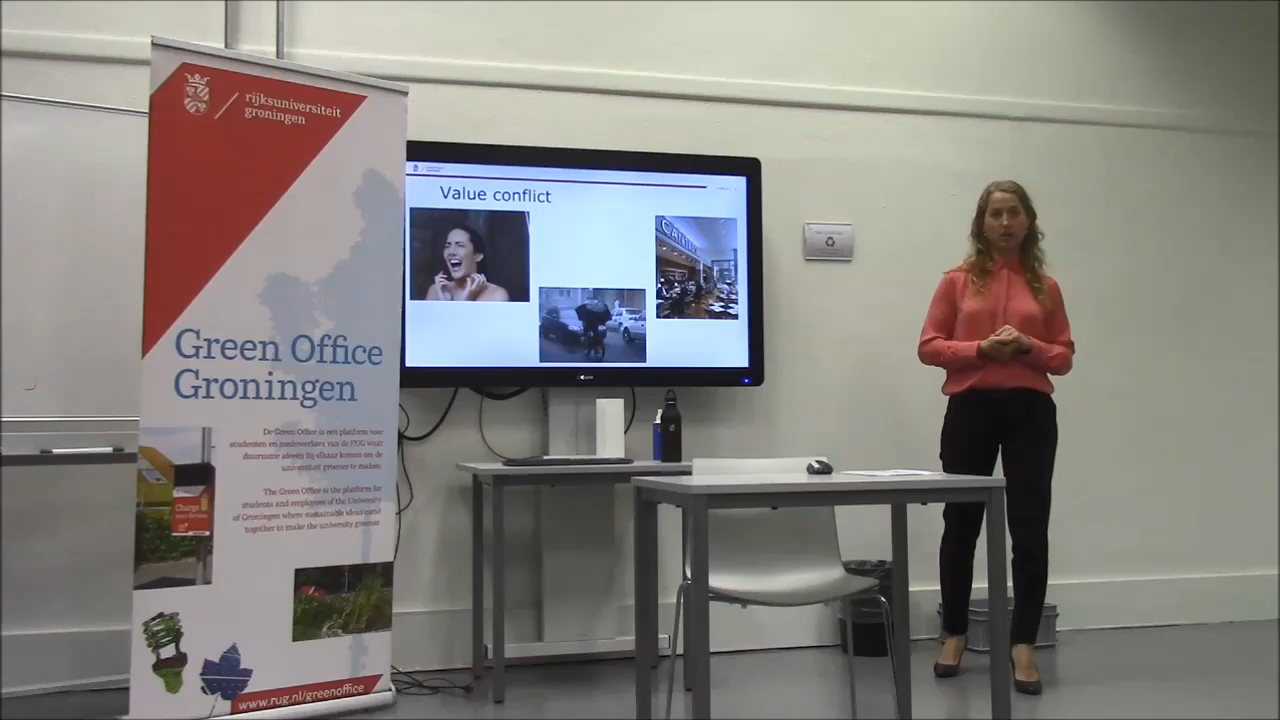 rijksuniversiteit
groningen
Green Office
Groningen
De Green Office is een platform voor
studenten en medewerkers van de RUG waar
duurzame ideeën bij elkaar komen om de
universiteit groener te maken.
The Green Office is the platform for
students and employees of the University
of Groningen where sustainable ideas come
together to make the university greener.
Charge
www.rug.nl/greenoffice
Value conflict